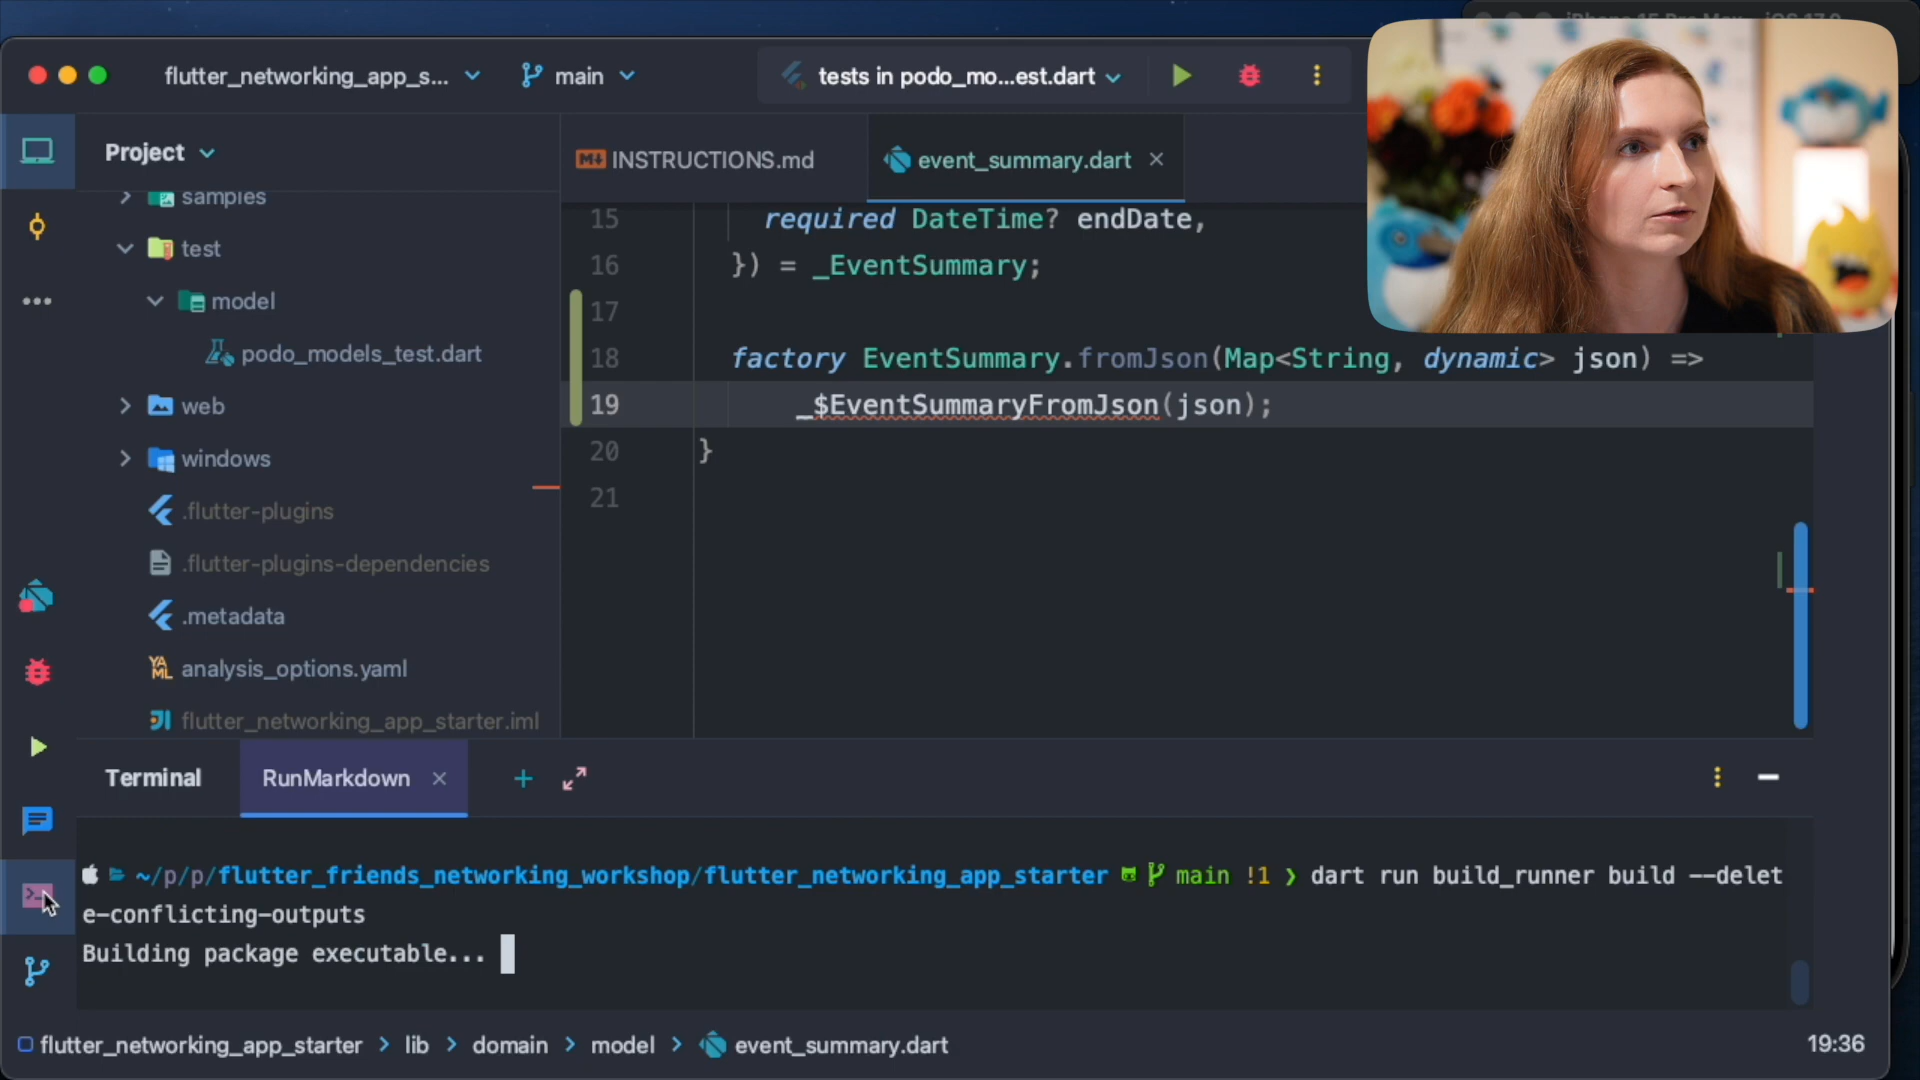 flutter_networking_app_s...
main
tests in podo_mo...est.dart
Project
INSTRUCTIONS.md
event_summary.dart
samples
test
model
podo_models_test.dart
web
windows
.flutter-plugins
.flutter-plugins-dependencies
.metadata
analysis_options.yaml
flutter_networking_app_starter.iml
15 required DateTime? endDate,
16 }) = _EventSummary;
17
18 factory EventSummary.fromJson(Map<String, dynamic> json) =>
19 _$EventSummaryFromJson(json);
20 }
21
Terminal
RunMarkdown
~/p/p/flutter_friends_networking_workshop/flutter_networking_app_starter main !1 ❯ dart run build_runner build --delet
e-conflicting-outputs
Building package executable...
flutter_networking_app_starter > lib > domain > model > event_summary.dart
19:36